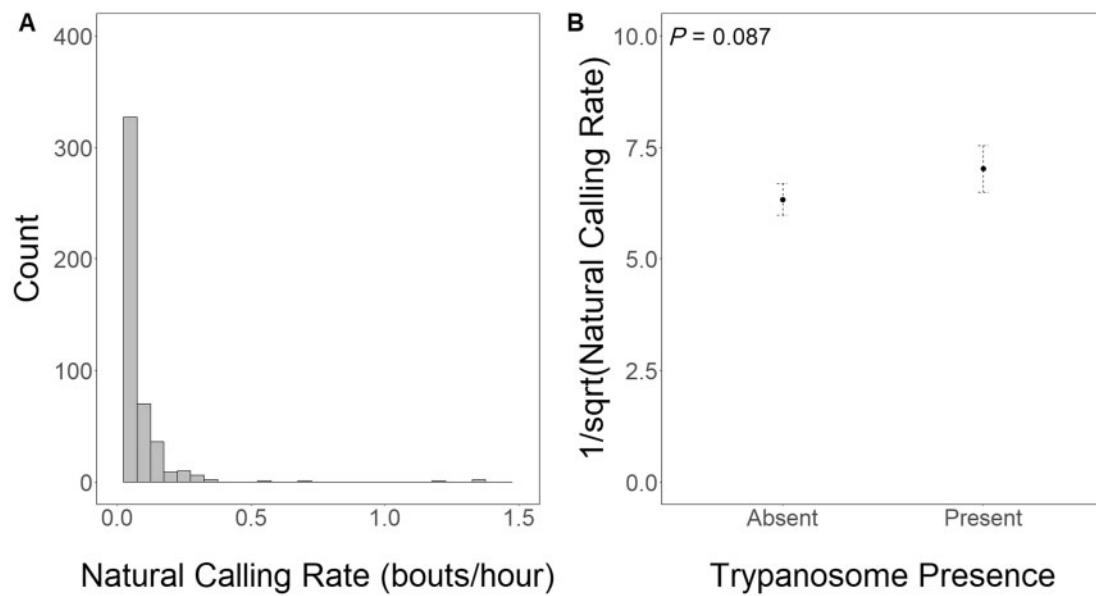 A
400
300
200
100
0
Count
0.0 0.5 1.0 1.5
Natural Calling Rate (bouts/hour)
B
P = 0.087
10.0
7.5
5.0
2.5
0.0
1/sqrt(Natural Calling Rate)
Absent Present
Trypanosome Presence